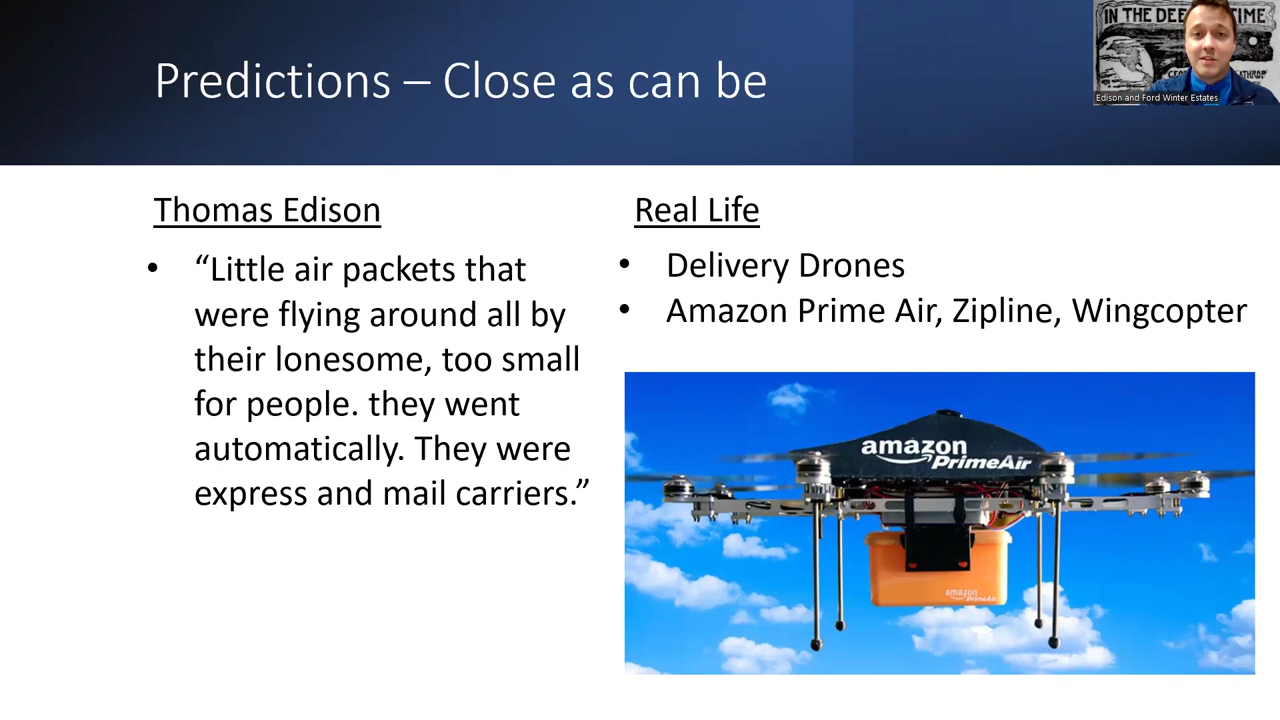 Predictions – Close as can be
IN THE DEE
TIME
Edison and Ford Winter Estates
Thomas Edison
• “Little air packets that
were flying around all by
their lonesome, too small
for people. they went
automatically. They were
express and mail carriers.”
Real Life
• Delivery Drones
• Amazon Prime Air, Zipline, Wingcopter
amazon
PrimeAir
amazon
PrimeAir